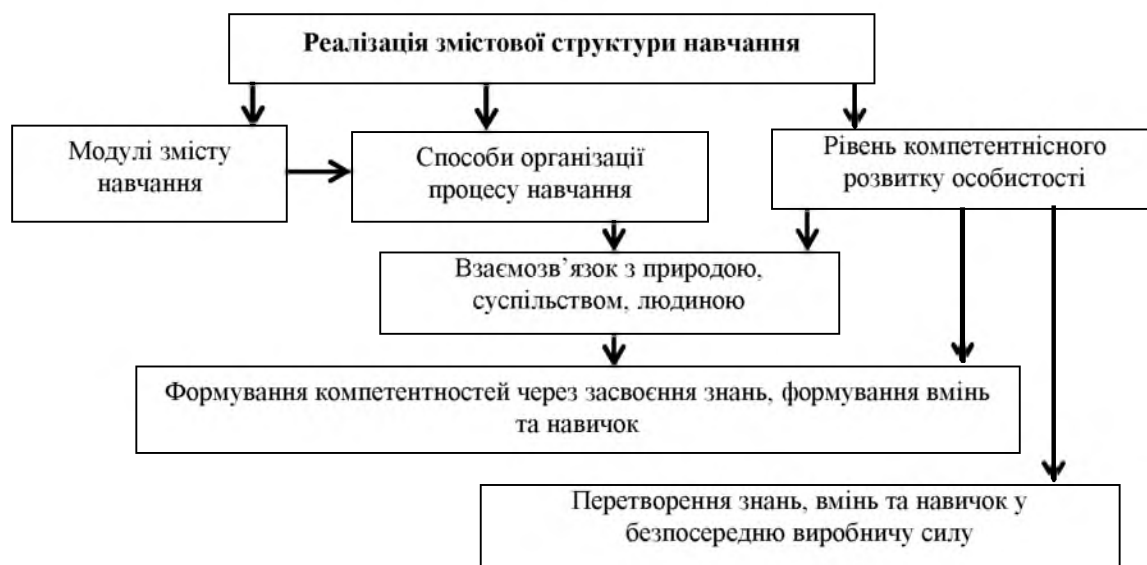 Реалізація змістової структури навчання
Модулі змісту
навчання
Способи організації
процесу навчання
Рівень компетентнісного
розвитку особистості
Взаємозв’язок з природою,
суспільством, людиною
Формування компетентностей через засвоєння знань, формування вмінь
та навичок
Перетворення знань, вмінь та навичок у
безпосередню виробничу силу